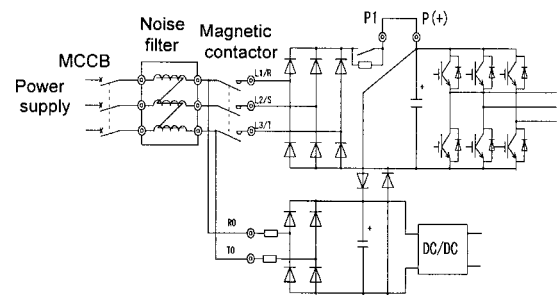 P1 P(+)
Noise
filter
Magnetic
contactor
MCCB
Power
supply
L1/R
L2/S
L3/T
+
R0
T0
+
DC/DC